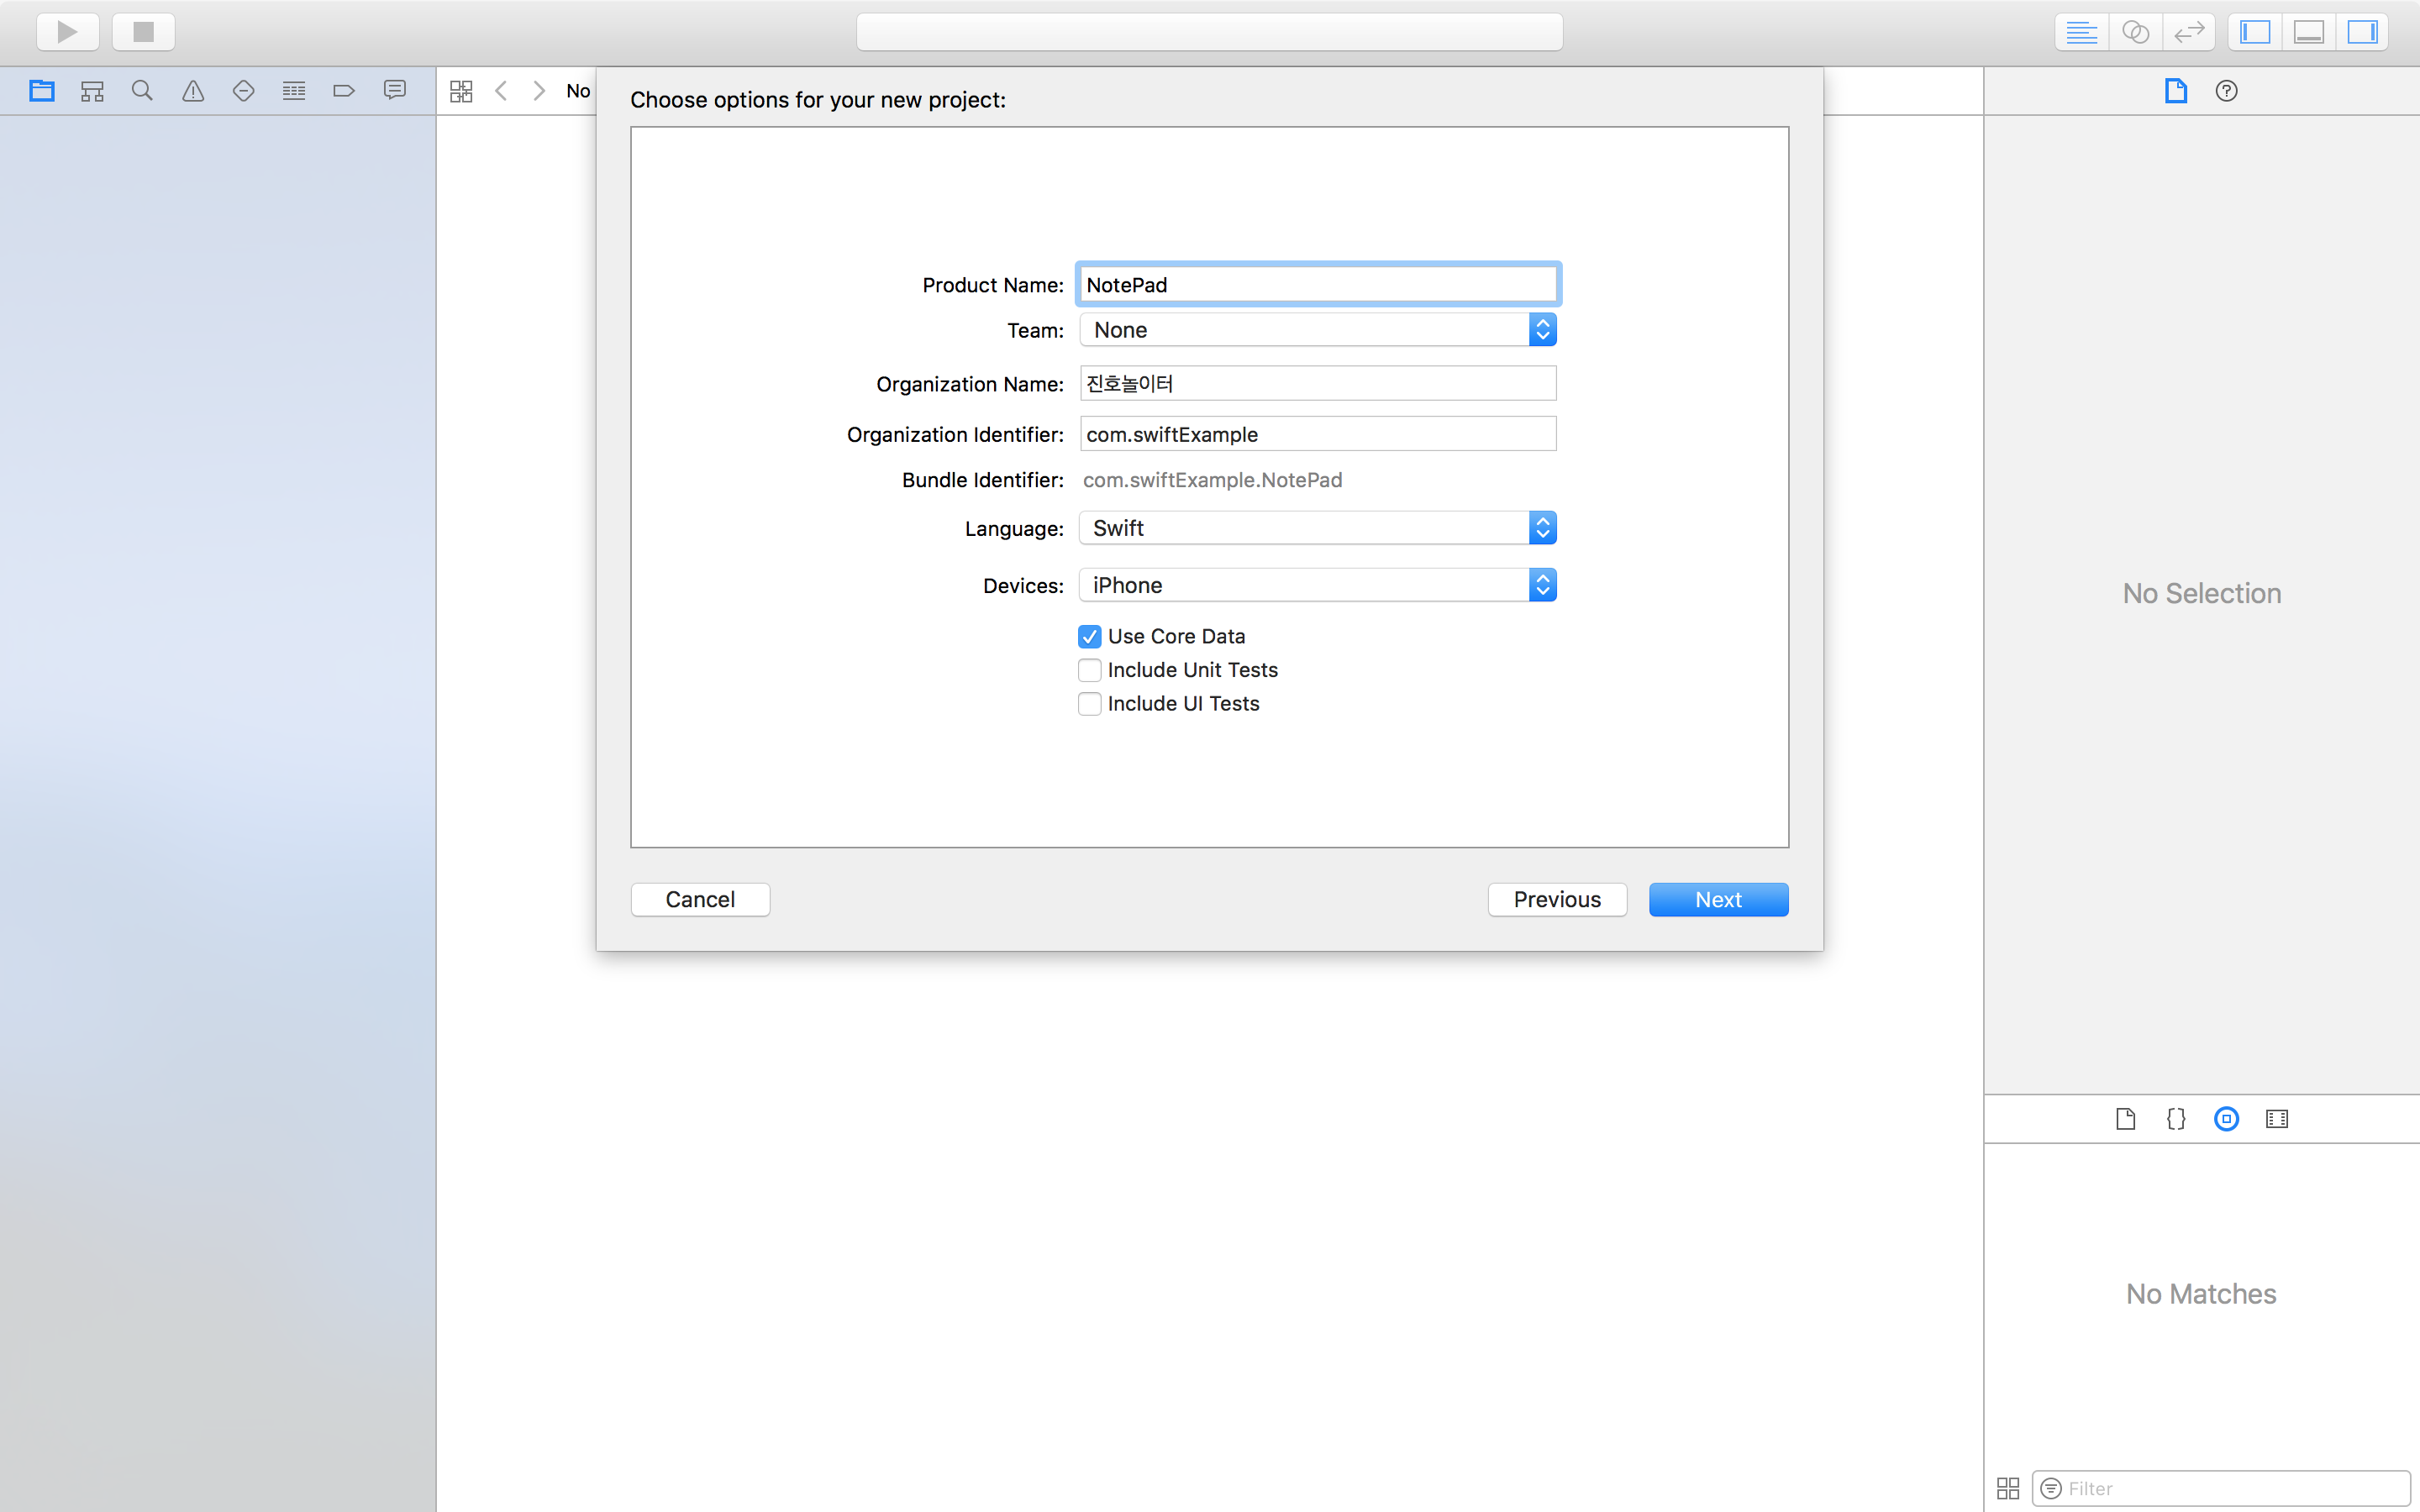 No
Choose options for your new project:
Product Name: NotePad
Team: None
Organization Name: 진호놀이터
Organization Identifier: com.swiftExample
Bundle Identifier: com.swiftExample.NotePad
Language: Swift
Devices: iPhone
Use Core Data
Include Unit Tests
Include UI Tests
Cancel
Previous
Next
No Selection
No Matches
Filter